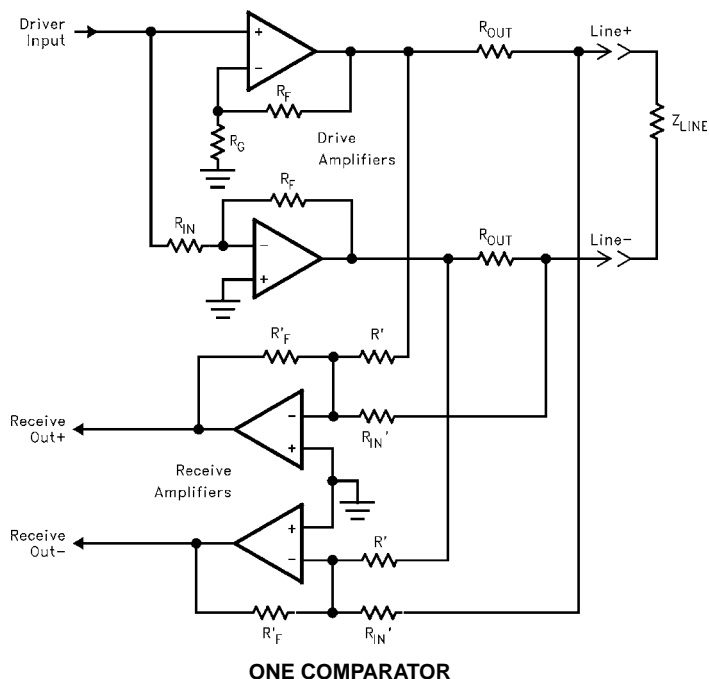 Driver
Input
+
−
R_F
R_G
Drive
Amplifiers
R_OUT
Line+
Z_LINE
R_F
R_IN
−
+
R_OUT
Line−
R'_F
R'
Receive
Out+
−
+
R_IN'
Receive
Amplifiers
Receive
Out−
+
−
R'
R'_F
R_IN'
ONE COMPARATOR